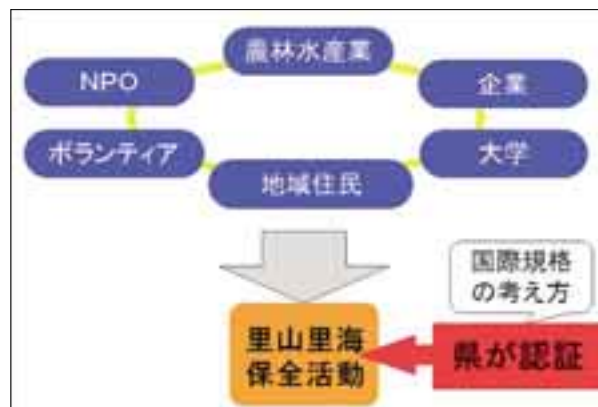 農林水産業
NPO
企業
ボランティア
大学
地域住民
国際規格
の考え方
里山里海
保全活動
県が認証